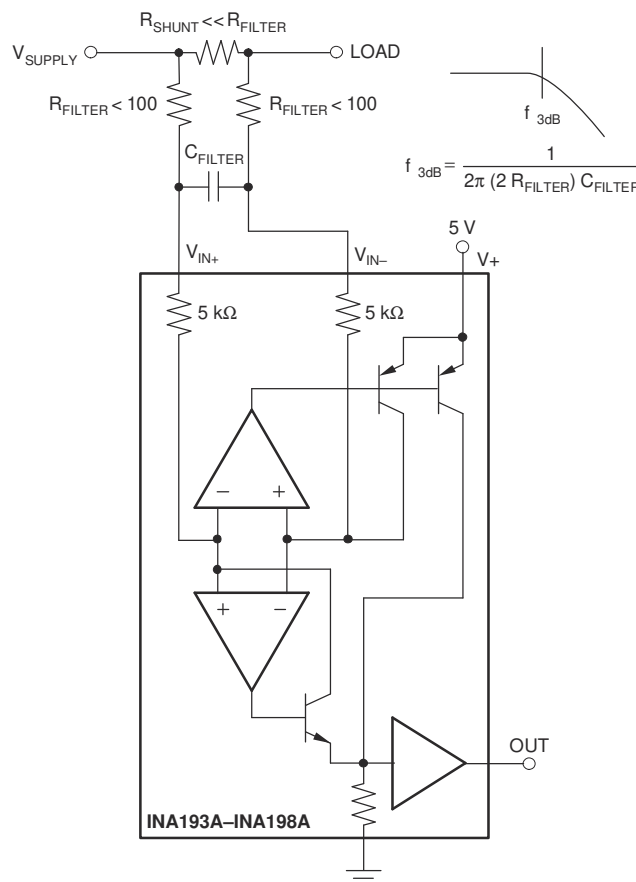 R_SHUNT << R_FILTER
V_SUPPLY
LOAD
R_FILTER < 100
R_FILTER < 100
C_FILTER
f_3dB
f_3dB = 1 / 2π (2 R_FILTER) C_FILTER
5 V
V+
V_IN+
V_IN–
5 kΩ
5 kΩ
– +
+ –
OUT
INA193A–INA198A